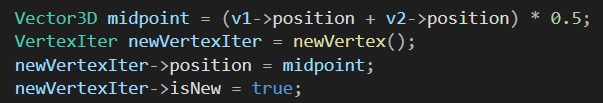 Vector3D midpoint = (v1->position + v2->position) * 0.5;
VertexIter newVertexIter = newVertex();
newVertexIter->position = midpoint;
newVertexIter->isNew = true;